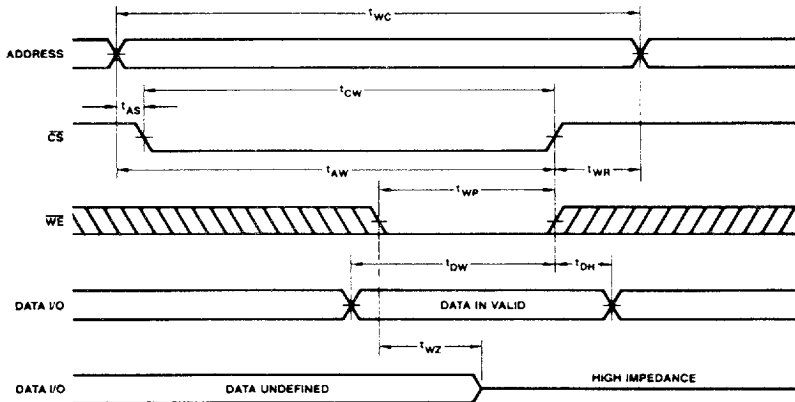 tWC
ADDRESS
tCW
tAS
CS
tAW
tWR
tWP
WE
tDW
tDH
DATA I/O
DATA IN VALID
tWZ
HIGH IMPEDANCE
DATA I/O
DATA UNDEFINED